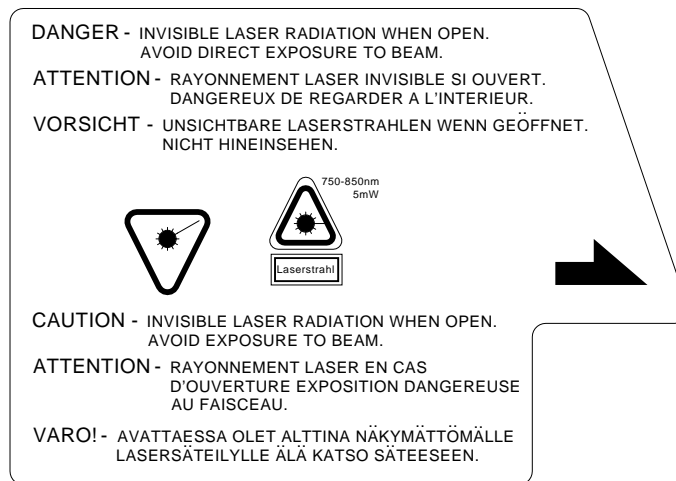 DANGER - INVISIBLE LASER RADIATION WHEN OPEN.
AVOID DIRECT EXPOSURE TO BEAM.
ATTENTION - RAYONNEMENT LASER INVISIBLE SI OUVERT.
DANGEREUX DE REGARDER A L'INTERIEUR.
VORSICHT - UNSICHTBARE LASERSTRAHLEN WENN GEÖFFNET.
NICHT HINEINSEHEN.
750-850nm
5mW
Laserstrahl
CAUTION - INVISIBLE LASER RADIATION WHEN OPEN.
AVOID EXPOSURE TO BEAM.
ATTENTION - RAYONNEMENT LASER EN CAS
D'OUVERTURE EXPOSITION DANGEREUSE
AU FAISCEAU.
VARO! - AVATTAESSA OLET ALTTINA NÄKYMÄTTÖMÄLLE
LASERSÄTEILYLLE ÄLÄ KATSO SÄTEESEEN.